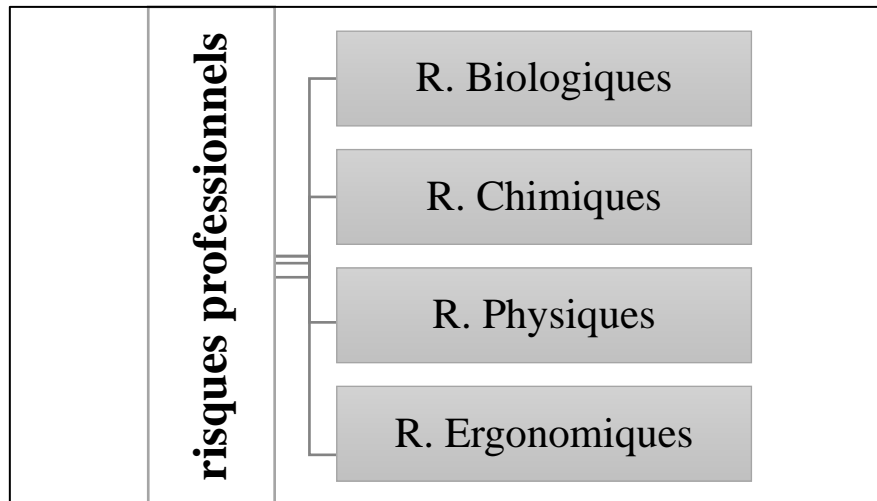 risques professionnels
R. Biologiques
R. Chimiques
R. Physiques
R. Ergonomiques